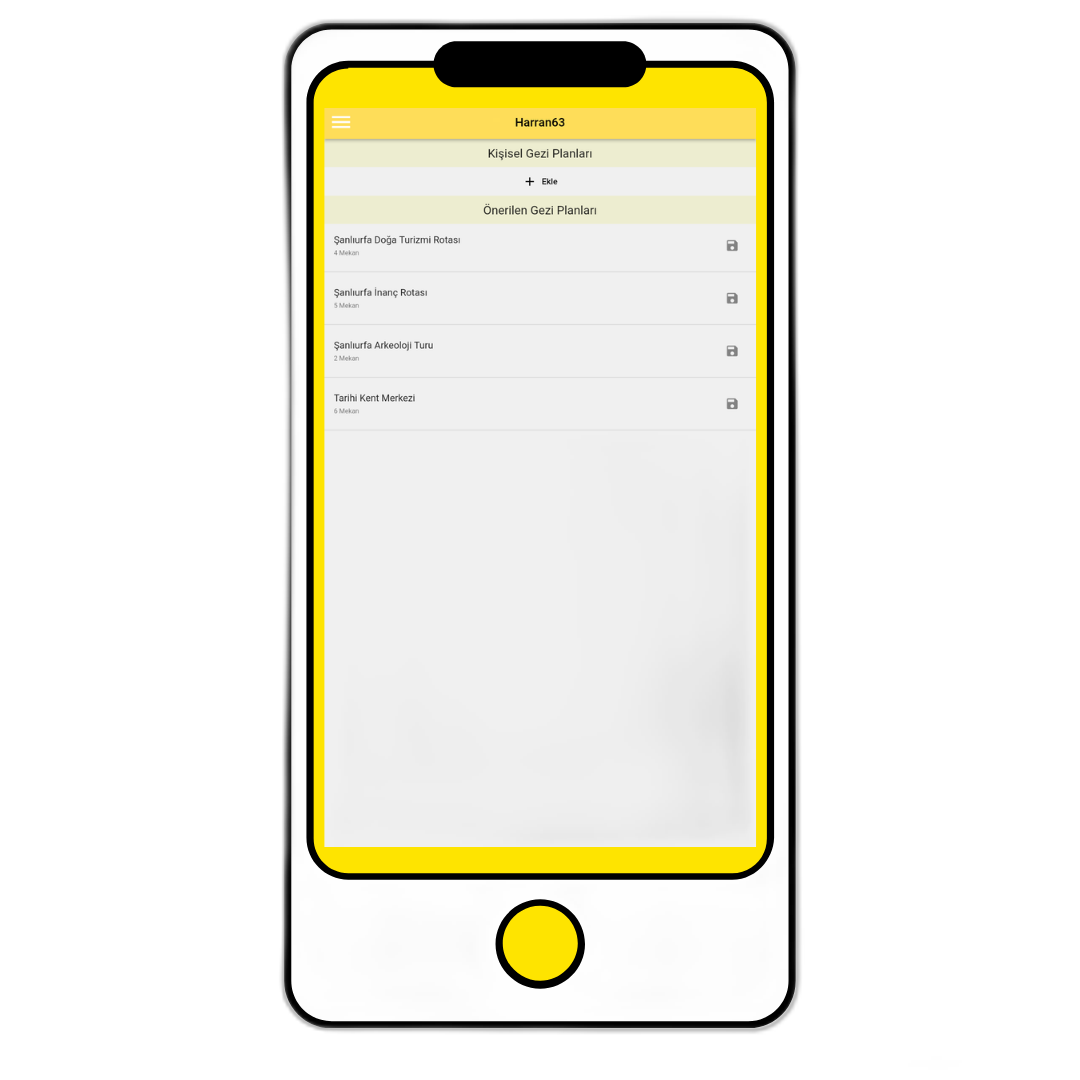 Harran63
Kişisel Gezi Planları
Ekle
Önerilen Gezi Planları
Şanlıurfa Doğa Turizmi Rotası
4 Mekan
Şanlıurfa İnanç Rotası
5 Mekan
Şanlıurfa Arkeoloji Turu
2 Mekan
Tarihi Kent Merkezi
6 Mekan